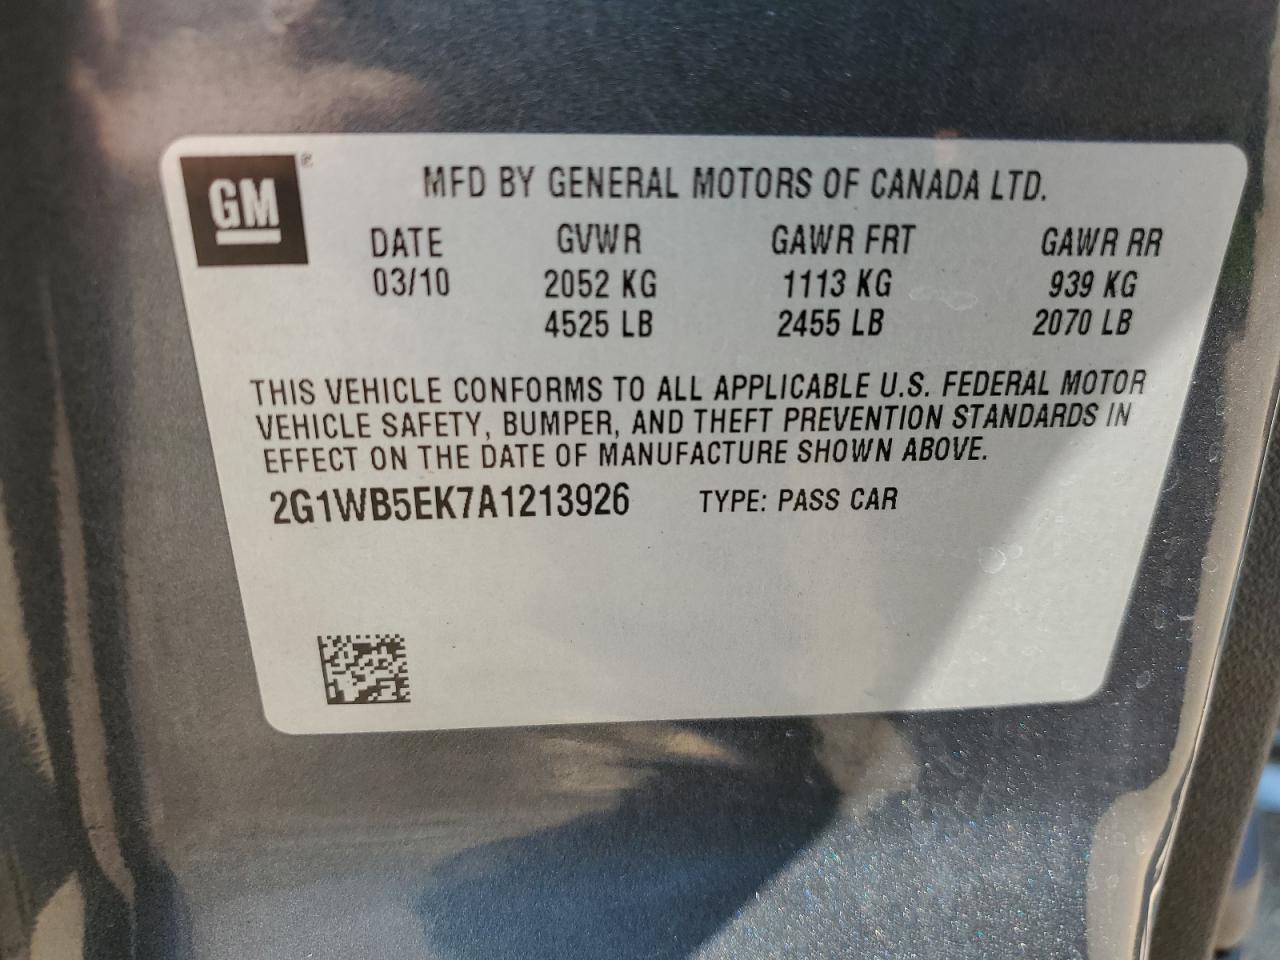 GM®
MFD BY GENERAL MOTORS OF CANADA LTD.
DATE GVWR GAWR FRT GAWR RR
03/10 2052 KG 1113 KG 939 KG
4525 LB 2455 LB 2070 LB
THIS VEHICLE CONFORMS TO ALL APPLICABLE U.S. FEDERAL MOTOR
VEHICLE SAFETY, BUMPER, AND THEFT PREVENTION STANDARDS IN
EFFECT ON THE DATE OF MANUFACTURE SHOWN ABOVE.
2G1WB5EK7A1213926 TYPE: PASS CAR